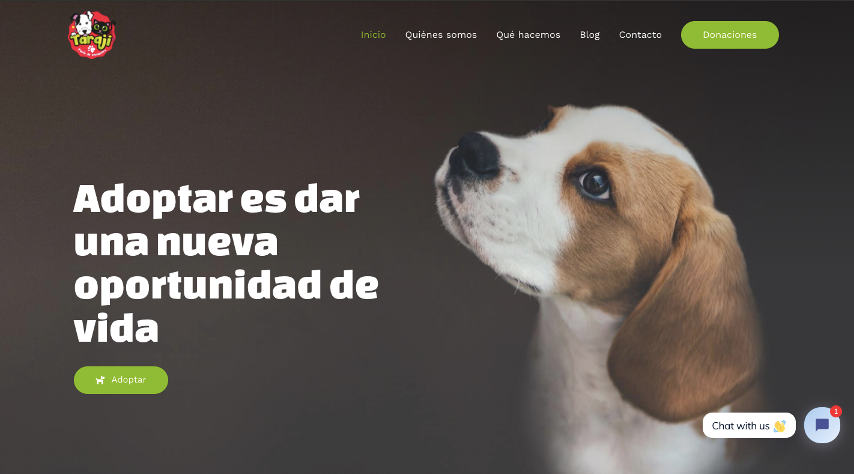 Taraji
Inicio
Quiénes somos
Qué hacemos
Blog
Contacto
Donaciones
Adoptar es dar
una nueva
oportunidad de
vida
Adoptar
Chat with us 👋
1